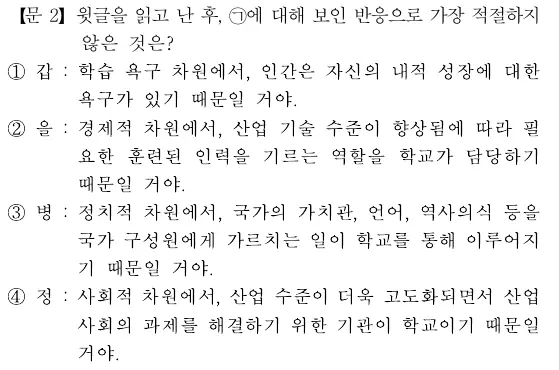 【문 2】 윗글을 읽고 난 후, ㉠에 대해 보인 반응으로 가장 적절하지
않은 것은?
① 갑 : 학습 욕구 차원에서, 인간은 자신의 내적 성장에 대한
욕구가 있기 때문일 거야.
② 을 : 경제적 차원에서, 산업 기술 수준이 향상됨에 따라 필
요한 훈련된 인력을 기르는 역할을 학교가 담당하기
때문일 거야.
③ 병 : 정치적 차원에서, 국가의 가치관, 언어, 역사의식 등을
국가 구성원에게 가르치는 일이 학교를 통해 이루어지
기 때문일 거야.
④ 정 : 사회적 차원에서, 산업 수준이 더욱 고도화되면서 산업
사회의 과제를 해결하기 위한 기관이 학교이기 때문일
거야.